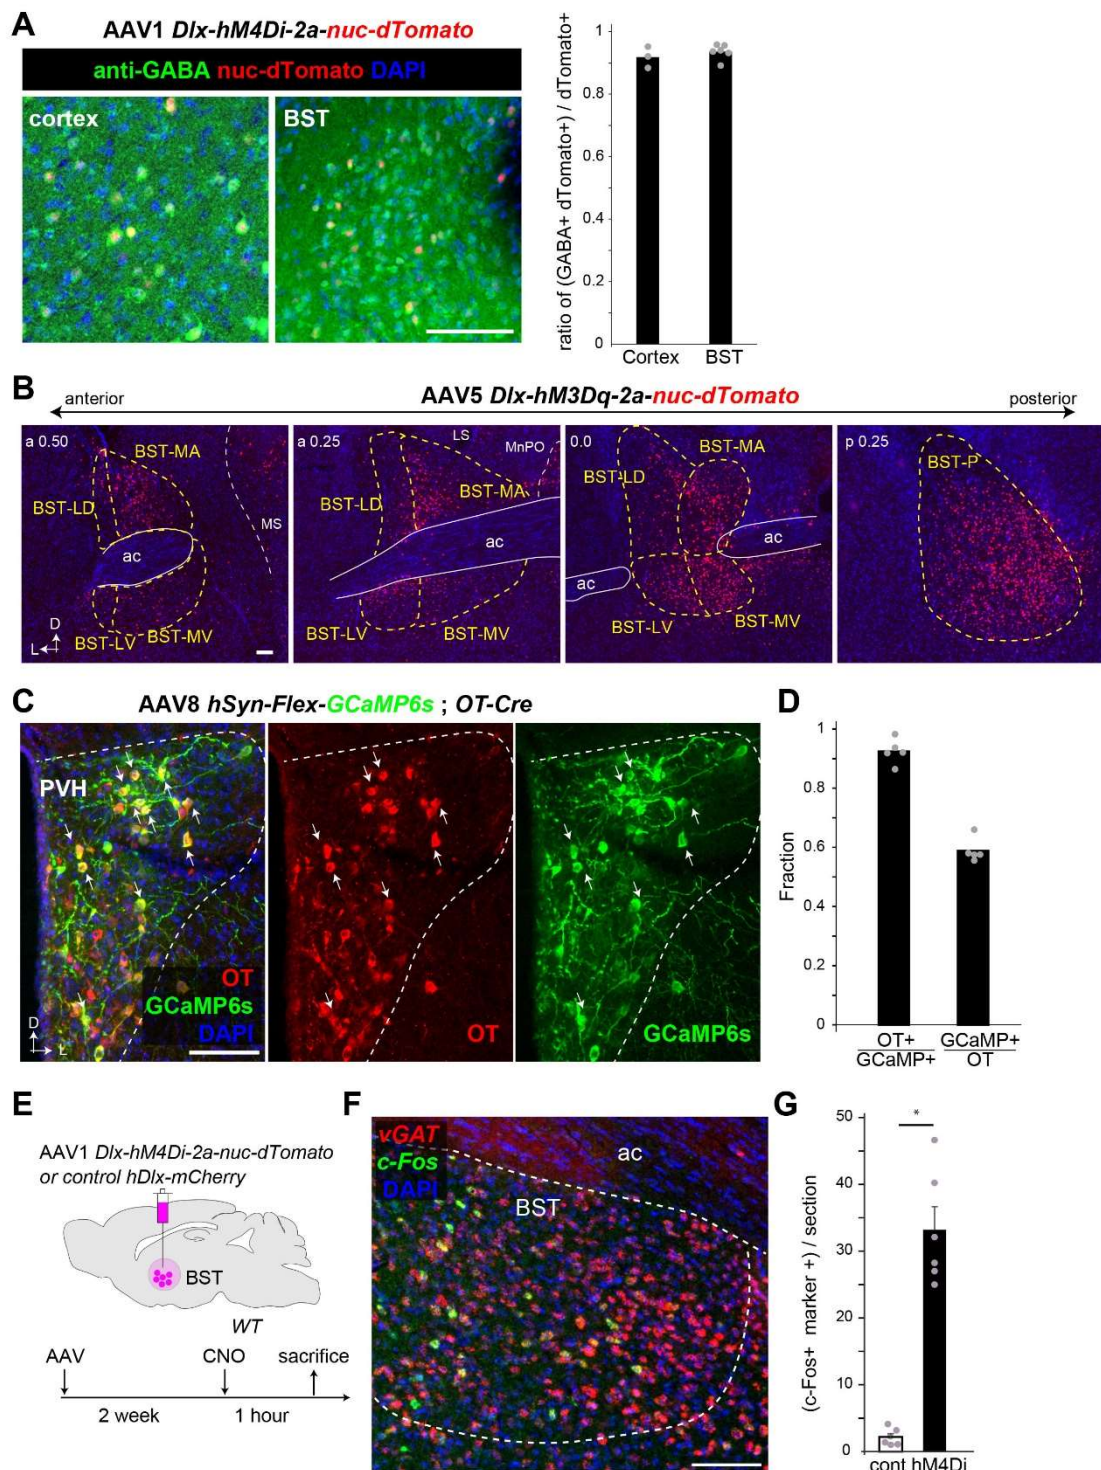 A
AAV1 Dlx-hM4Di-2a-nuc-dTomato
anti-GABA nuc-dTomato DAPI
cortex
BST
ratio of (GABA+ dTomato+) / dTomato+
1
0.8
0.6
0.4
0.2
0
Cortex BST
B
AAV5 Dlx-hM3Dq-2a-nuc-dTomato
anterior
posterior
a 0.50
BST-MA
BST-LD
MS
ac
BST-LV
BST-MV
D
L
a 0.25
LS
MnPO
BST-LD
BST-MA
ac
BST-LV
BST-MV
0.0
BST-MA
BST-LD
ac
ac
BST-LV
BST-MV
p 0.25
BST-P
C
AAV8 hSyn-Flex-GCaMP6s ; OT-Cre
PVH
OT
GCaMP6s
DAPI
D
L
OT
GCaMP6s
D
Fraction
1
0.8
0.6
0.4
0.2
0
OT+ GCaMP+
GCaMP+ OT
E
AAV1 Dlx-hM4Di-2a-nuc-dTomato
or control hDlx-mCherry
BST
WT
AAV CNO sacrifice
2 week 1 hour
F
vGAT
c-Fos
DAPI
ac
BST
G
(c-Fos+ marker +) / section
50
40
30
20
10
0
*
cont hM4Di